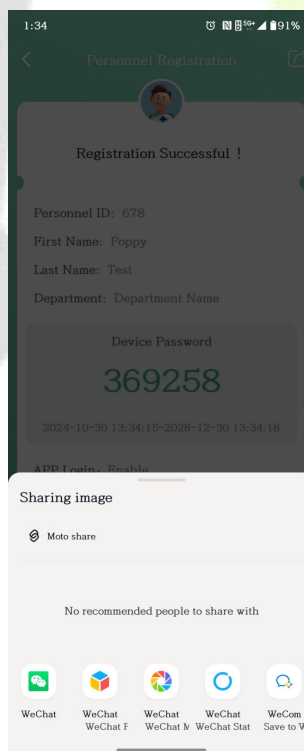 1:34
5G+
91%
Personnel Registration
Registration Successful !
Personnel ID: 678
First Name: Poppy
Last Name: Test
Department: Department Name
Device Password
369258
2024-10-30 13:34:15-2028-12-30 13:34:18
APP Login: Enable
Sharing image
Moto share
No recommended people to share with
WeChat WeChat WeChat WeChat WeCom
WeChat F WeChat M WeChat Stat Save to W